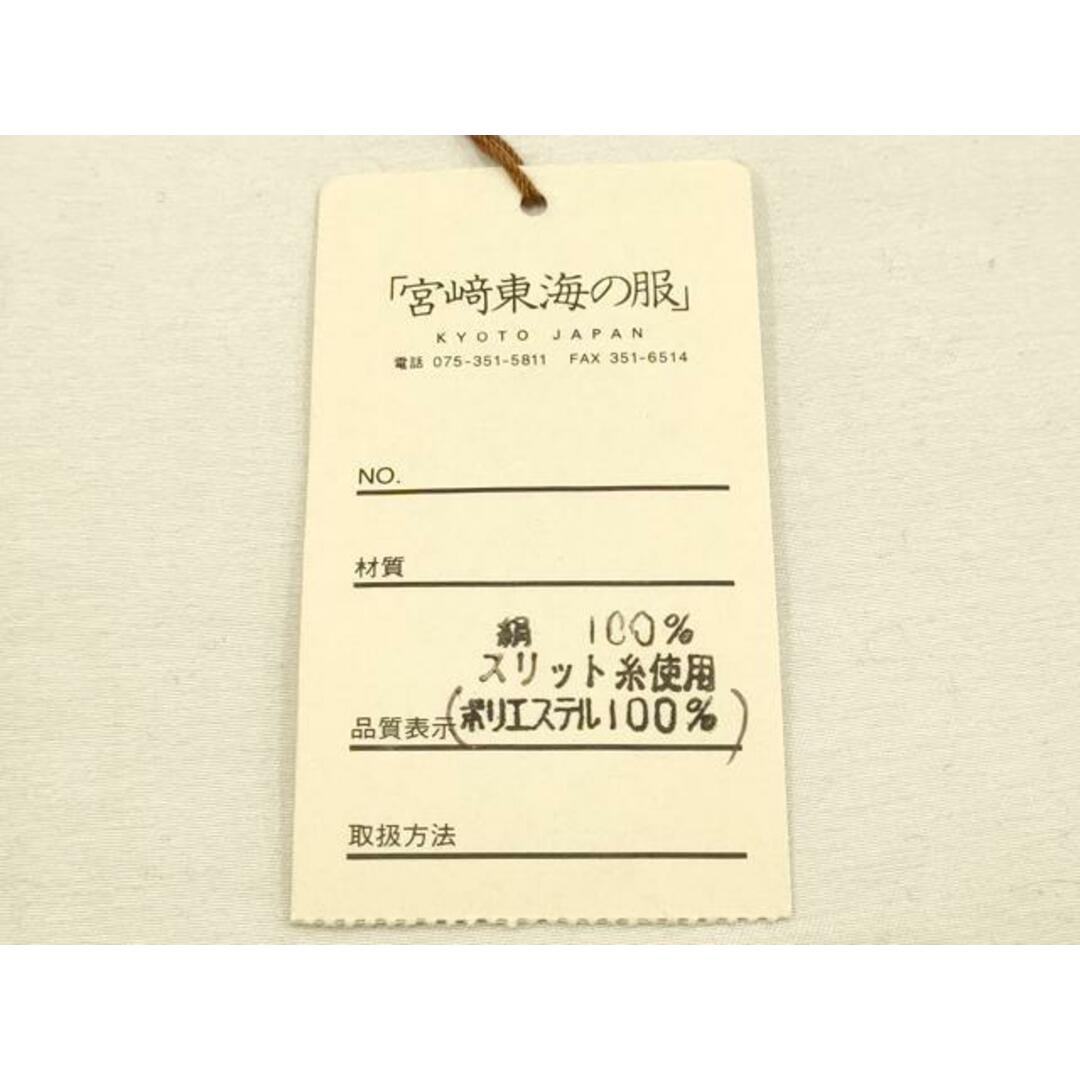 「宮﨑東海の服」
KYOTO JAPAN
電話 075-351-5811 FAX 351-6514
NO.
材質
絹 100%
スリット糸使用
品質表示(ポリエステル100%)
取扱方法